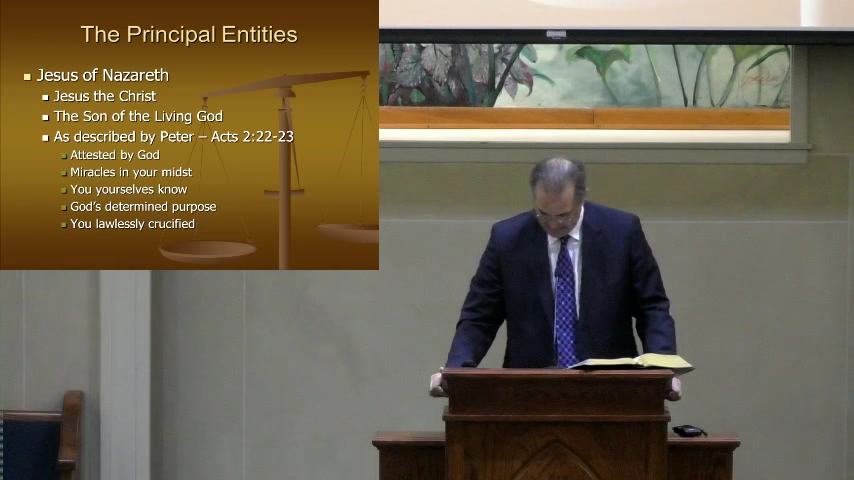 The Principal Entities
Jesus of Nazareth
Jesus the Christ
The Son of the Living God
As described by Peter – Acts 2:22-23
Attested by God
Miracles in your midst
You yourselves know
God's determined purpose
You lawlessly crucified